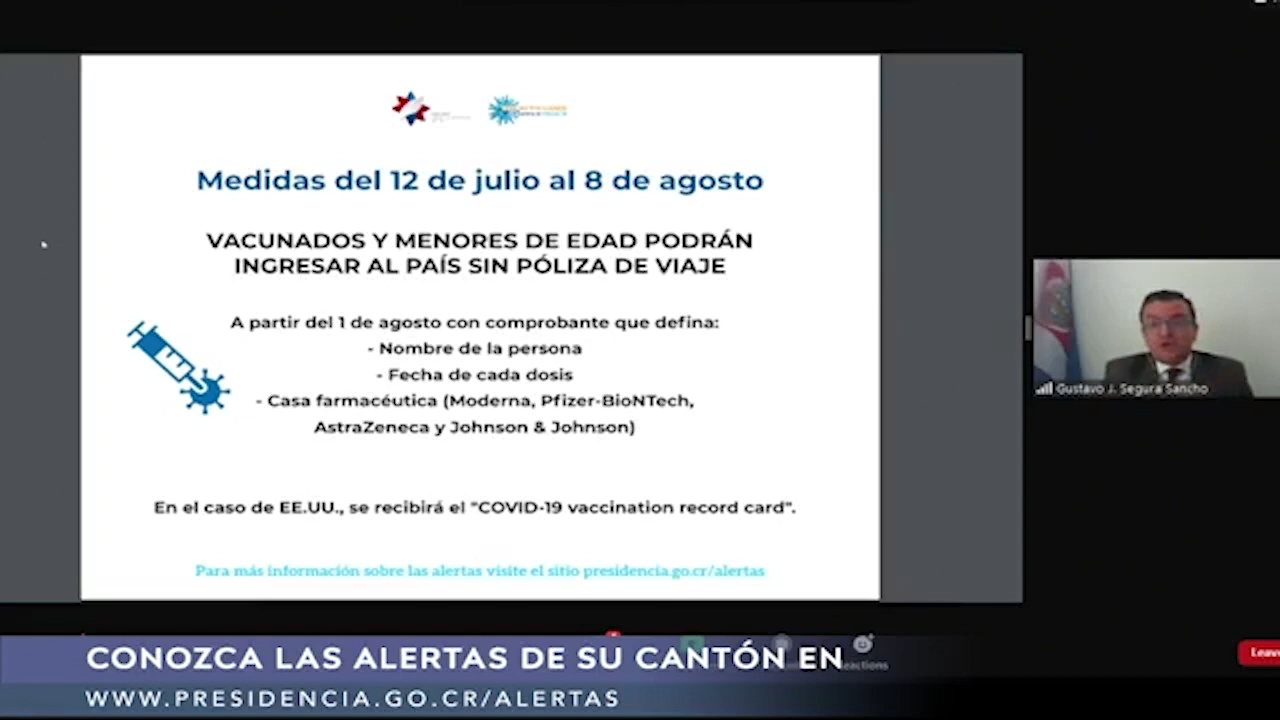 Medidas del 12 de julio al 8 de agosto
VACUNADOS Y MENORES DE EDAD PODRÁN
INGRESAR AL PAÍS SIN PÓLIZA DE VIAJE
A partir del 1 de agosto con comprobante que defina:
- Nombre de la persona
- Fecha de cada dosis
- Casa farmacéutica (Moderna, Pfizer-BioNTech,
AstraZeneca y Johnson & Johnson)
En el caso de EE.UU., se recibirá el "COVID-19 vaccination record card".
Para más información sobre las alertas visite el sitio presidencia.go.cr/alertas
Gustavo J. Segura Sancho
CONOZCA LAS ALERTAS DE SU CANTÓN EN
WWW.PRESIDENCIA.GO.CR/ALERTAS